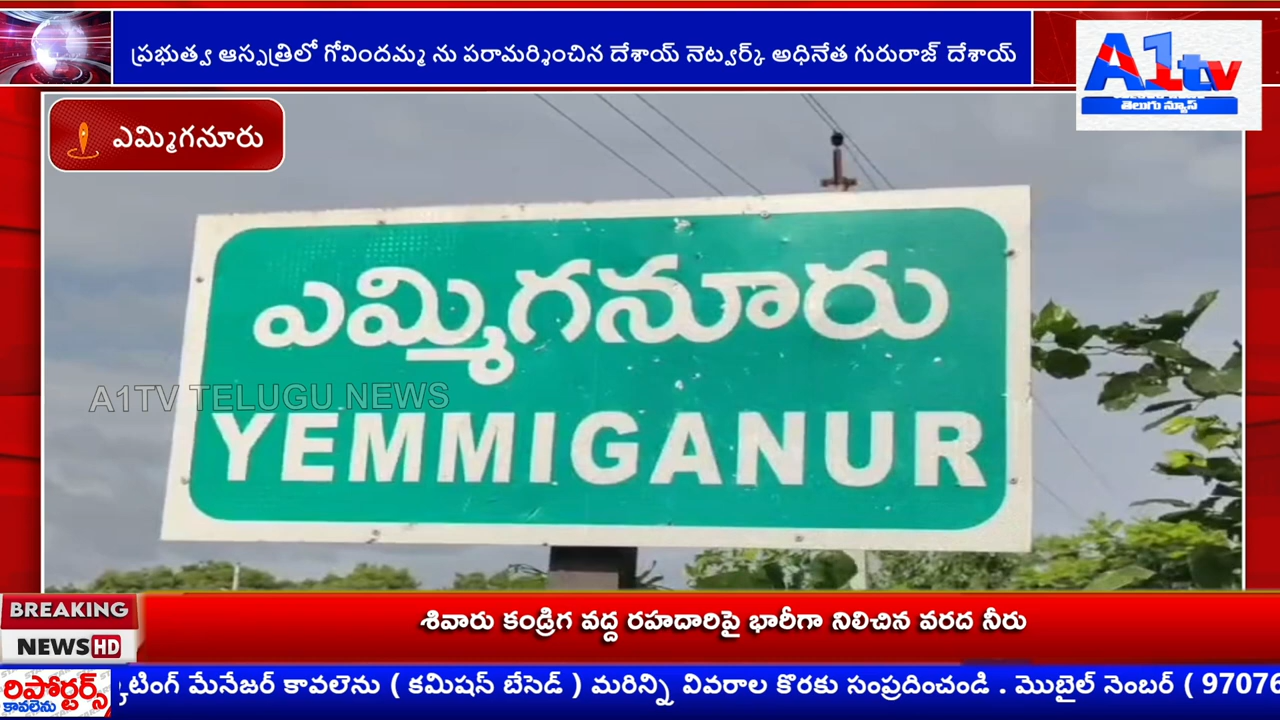 ప్రభుత్వ ఆస్పత్రిలో గోవిందమ్మ ను పరామర్శించిన దేశాయ్ నెట్వర్క్ అధినేత గురురాజ్ దేశాయ్
A1tv
తెలుగు న్యూస్
ఎమ్మిగనూరు
ఎమ్మిగనూరు
A1TV TELUGU NEWS
YEMMIGANUR
BREAKING
NEWS HD
శివారు కండ్రిగ వద్ద రహదారిపై భారీగా నిలిచిన వరద నీరు
రిపోర్టర్స్
కావలెను
మేనేజర్ కావలెను ( కమిషన్ బేసెడ్ ) మరిన్ని వివరాల కొరకు సంప్రదించండి . మొబైల్ నెంబర్ ( 97076